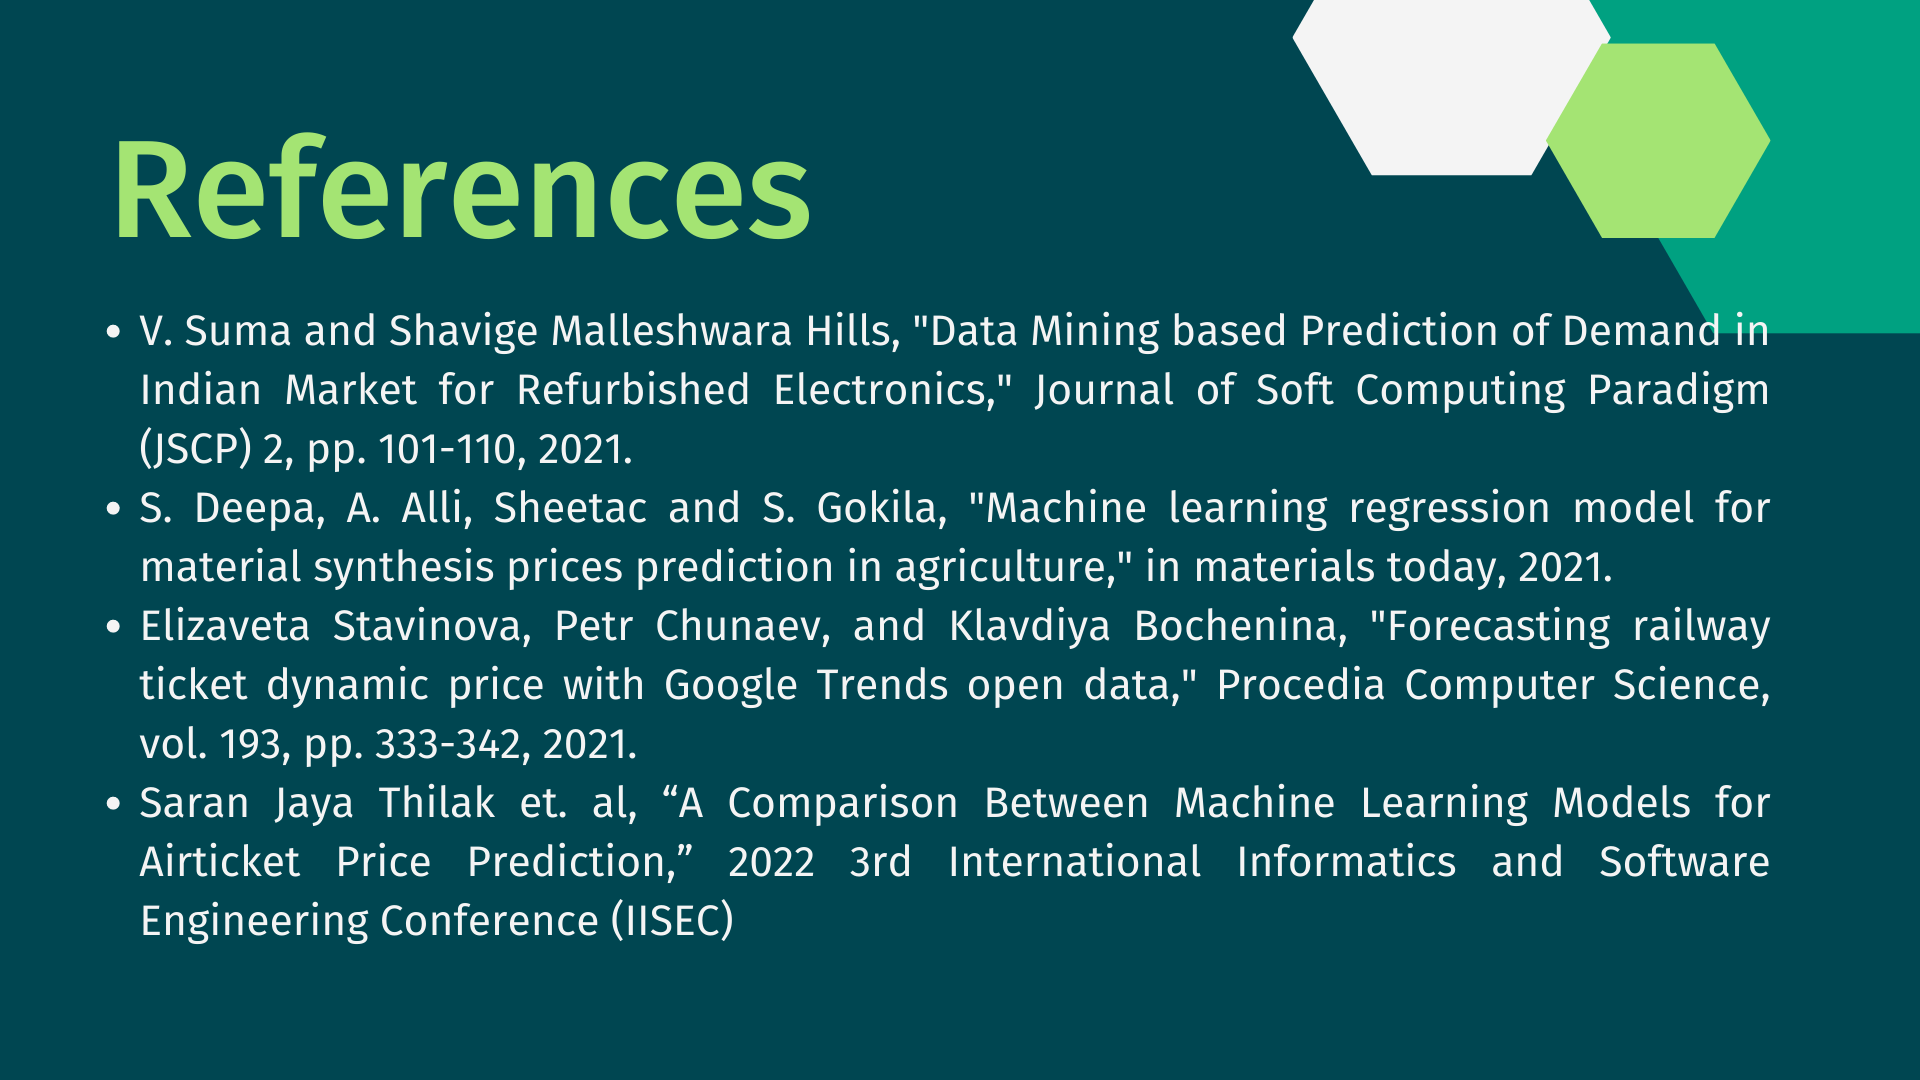 References
• V. Suma and Shavige Malleshwara Hills, "Data Mining based Prediction of Demand in
Indian Market for Refurbished Electronics," Journal of Soft Computing Paradigm
(JSCP) 2, pp. 101-110, 2021.
• S. Deepa, A. Alli, Sheetac and S. Gokila, "Machine learning regression model for
material synthesis prices prediction in agriculture," in materials today, 2021.
• Elizaveta Stavinova, Petr Chunaev, and Klavdiya Bochenina, "Forecasting railway
ticket dynamic price with Google Trends open data," Procedia Computer Science,
vol. 193, pp. 333-342, 2021.
• Saran Jaya Thilak et. al, “A Comparison Between Machine Learning Models for
Airticket Price Prediction,” 2022 3rd International Informatics and Software
Engineering Conference (IISEC)